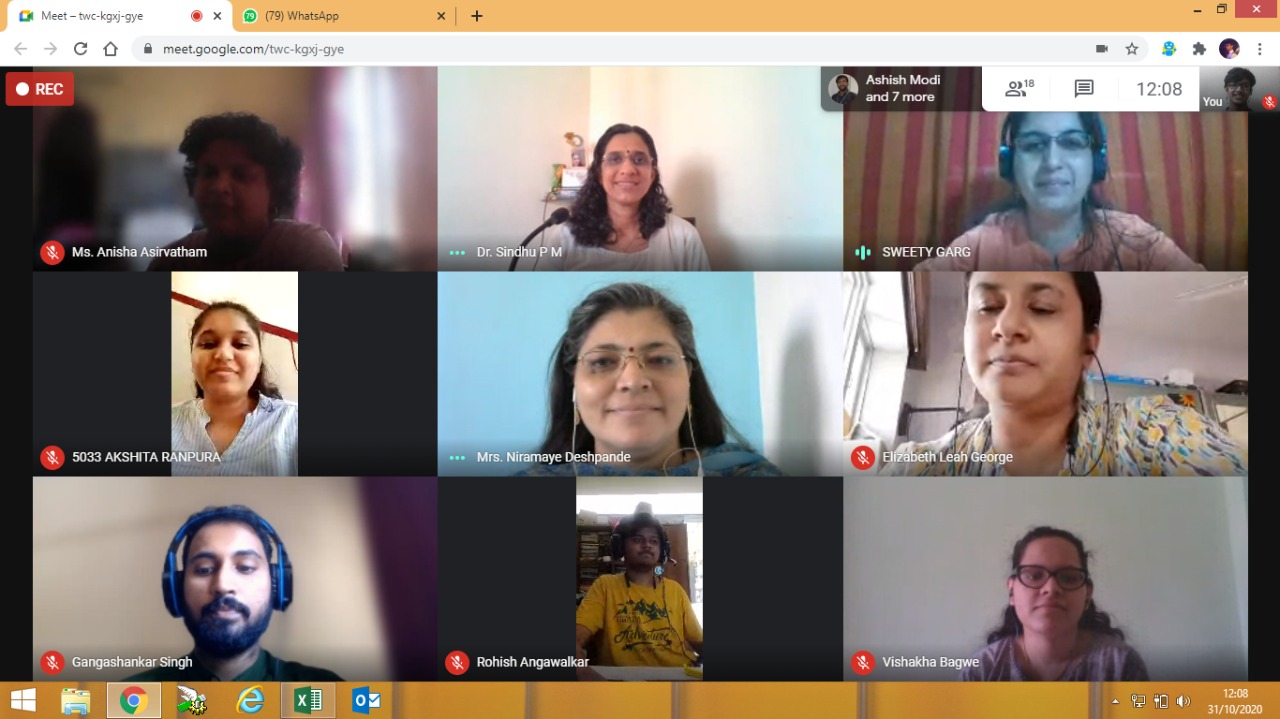 Meet – twc-kgxj-gye
79
(79) WhatsApp
meet.google.com/twc-kgxj-gye
REC
Ashish Modi
and 7 more
18
12:08
You
Ms. Anisha Asirvatham
Dr. Sindhu P M
SWEETY GARG
5033 AKSHITA RANPURA
Mrs. Niramaye Deshpande
Elizabeth Leah George
Adventure
Gangashankar Singh
Rohish Angawalkar
Vishakha Bagwe
12:08
31/10/2020